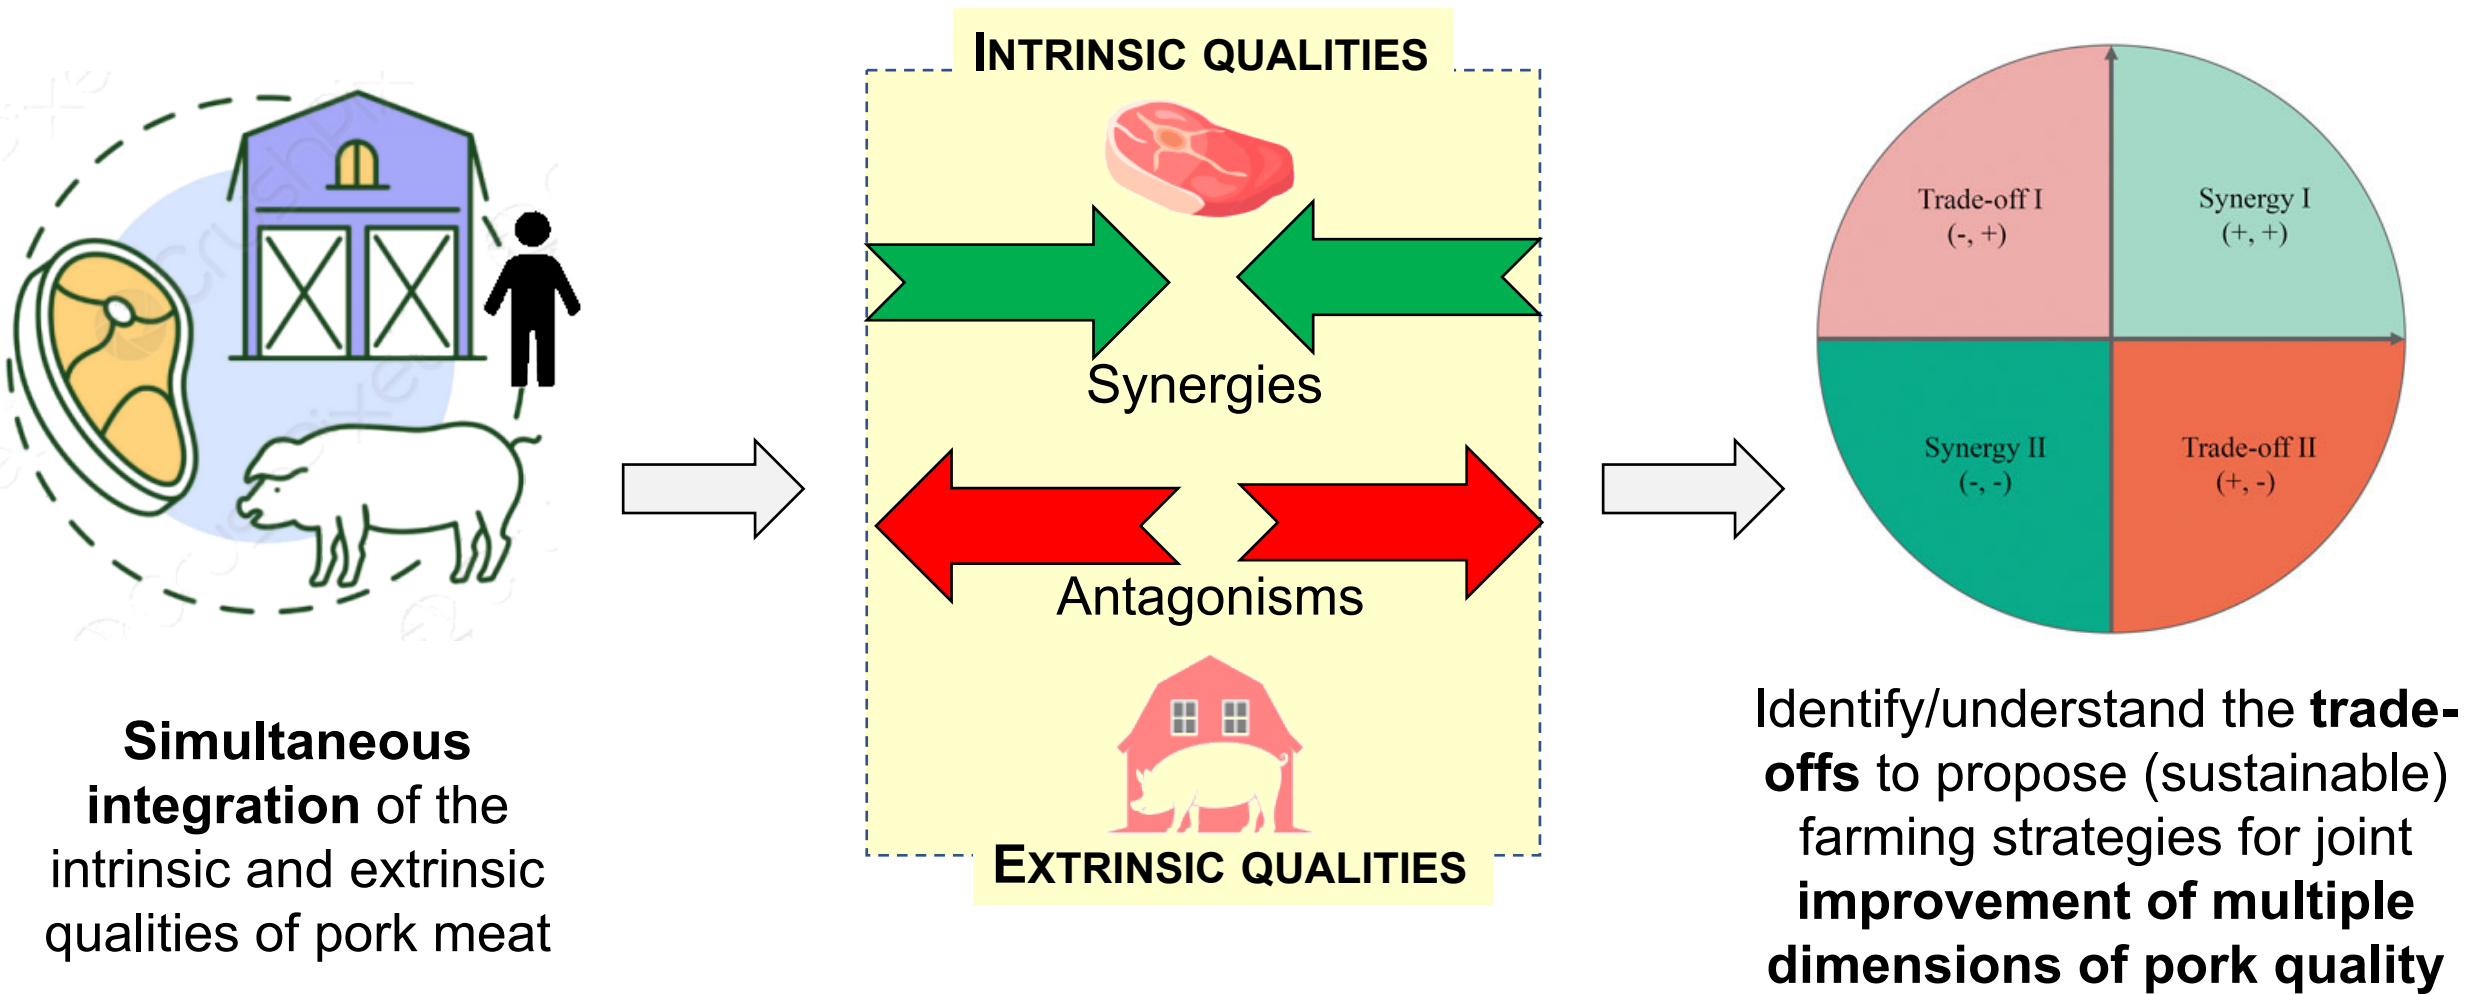 INTRINSIC QUALITIES
Synergies
Antagonisms
EXTRINSIC QUALITIES
Simultaneous
integration of the
intrinsic and extrinsic
qualities of pork meat
Trade-off I
(-, +)
Synergy I
(+, +)
Synergy II
(-, -)
Trade-off II
(+, -)
Identify/understand the trade-
offs to propose (sustainable)
farming strategies for joint
improvement of multiple
dimensions of pork quality